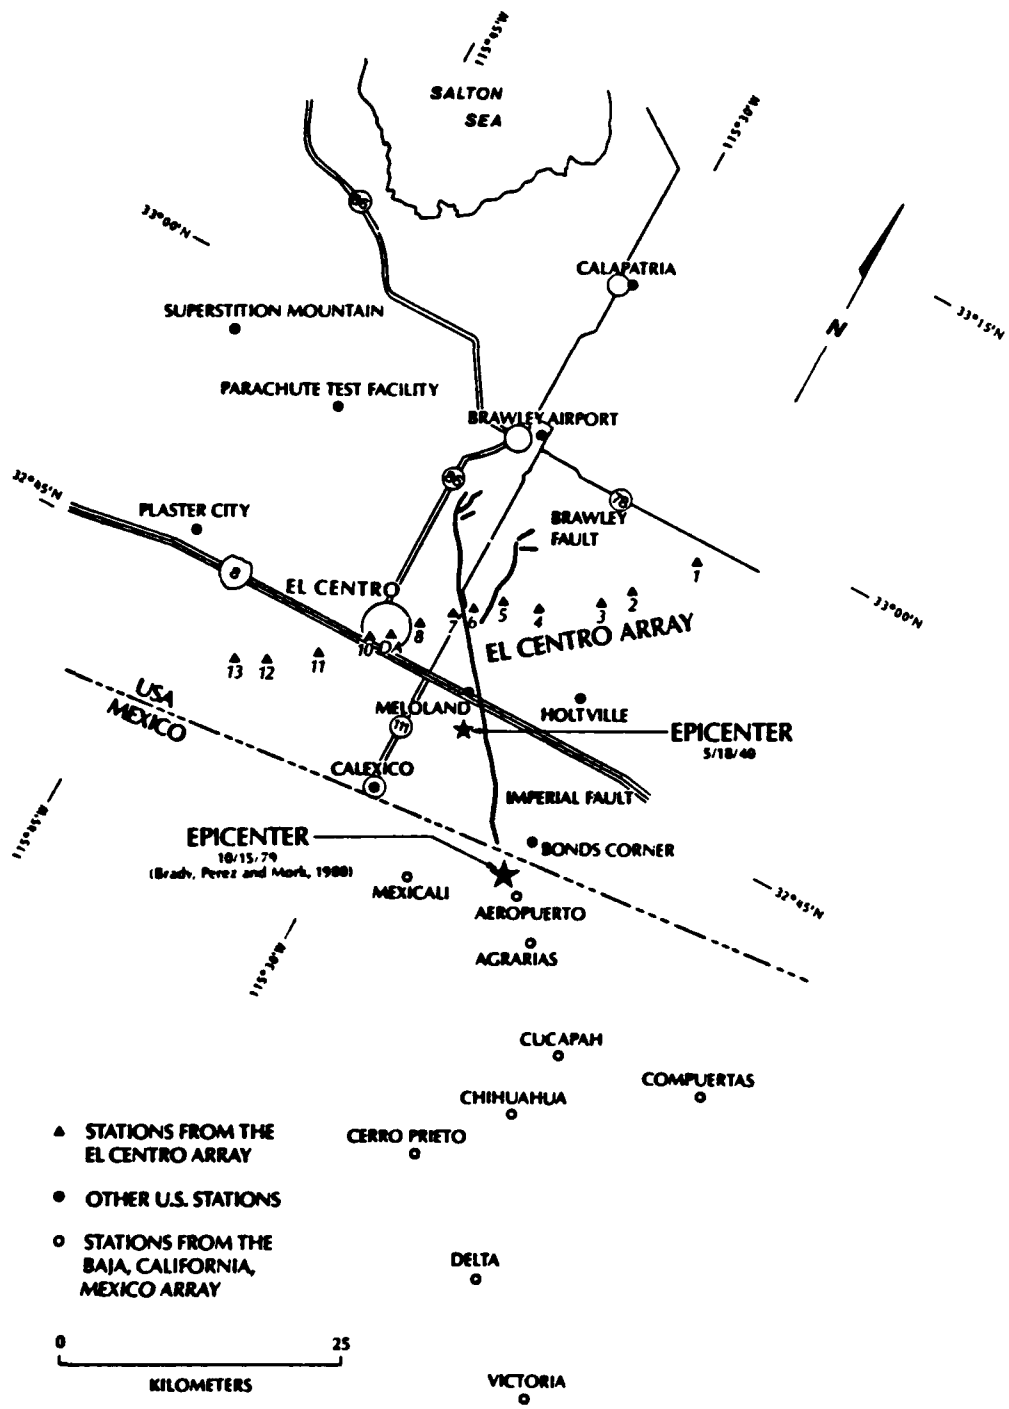 115°45'W
SALTON
SEA
115°30'W
86
33°00'N
CALAPATRIA
SUPERSTITION MOUNTAIN
33°15'N
N
PARACHUTE TEST FACILITY
BRAWLEY AIRPORT
32°45'N
86
78
PLASTER CITY
BRAWLEY
FAULT
8
EL CENTRO
1
2
3
4
5
6
7
8
33°00'N
EL CENTRO ARRAY
10
DA
11
12
13
USA
MEXICO
MELOLAND
HOLTVILLE
111
EPICENTER
5/18/40
CALEXICO
IMPERIAL FAULT
115°45'W
EPICENTER
10/15/79
(Brady, Perez and Mork, 1980)
BONDS CORNER
MEXICALI
32°45'N
AEROPUERTO
AGRARIAS
115°30'W
CUCAPAH
COMPUERTAS
CHIHUAHUA
CERRO PRIETO
STATIONS FROM THE
EL CENTRO ARRAY
OTHER U.S. STATIONS
STATIONS FROM THE
BAJA, CALIFORNIA,
MEXICO ARRAY
DELTA
0 25
KILOMETERS
VICTORIA